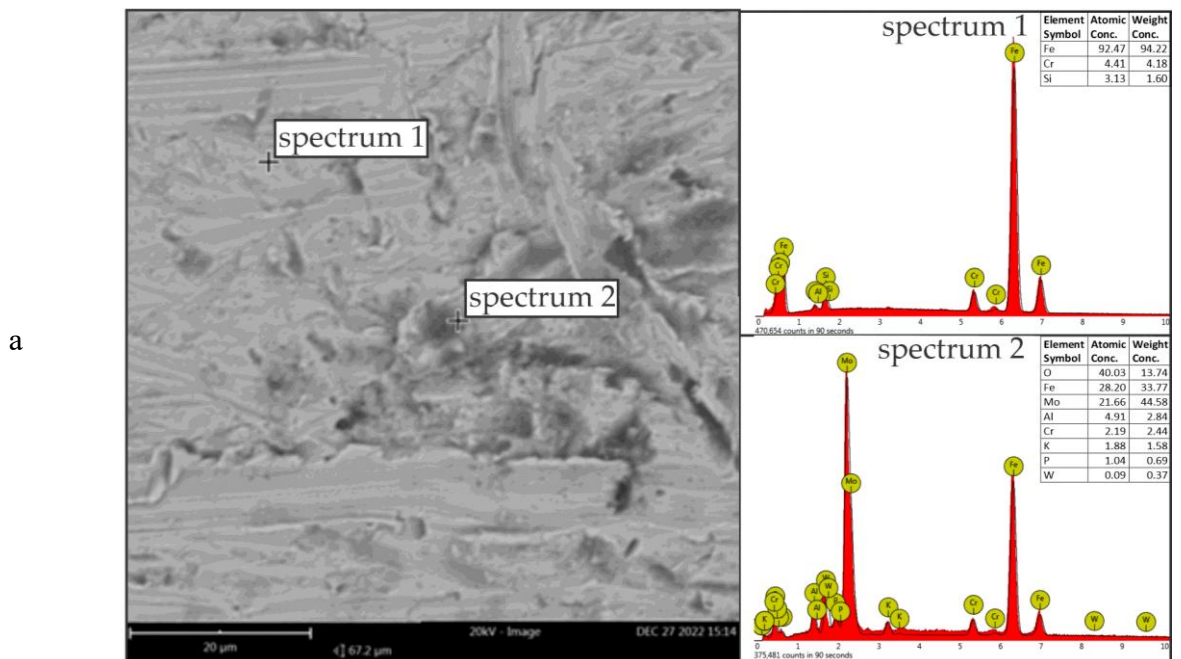 a
spectrum 1
spectrum 2
20 µm
67.2 µm
20kV - Image
DEC 27 2022 15:14
spectrum 1
Element Symbol Atomic Conc. Weight Conc.
Fe 92.47 94.22
Cr 4.41 4.18
Si 3.13 1.60
Fe
Fe
Cr
Cr
Si
Al
Si
Cr
Cr
Fe
0 1 2 3 4 5 6 7 8 9 10
470,654 counts in 90 seconds
spectrum 2
Element Symbol Atomic Conc. Weight Conc.
O 40.03 13.74
Fe 28.20 33.77
Mo 21.66 44.58
Al 4.91 2.84
Cr 2.19 2.44
K 1.88 1.58
P 1.04 0.69
W 0.09 0.37
Mo
Mo
Fe
Cr
K
Al
Al
W
W
P
K
K
Cr
Cr
Fe
W
W
0 1 2 3 4 5 6 7 8 9 10
375,481 counts in 90 seconds